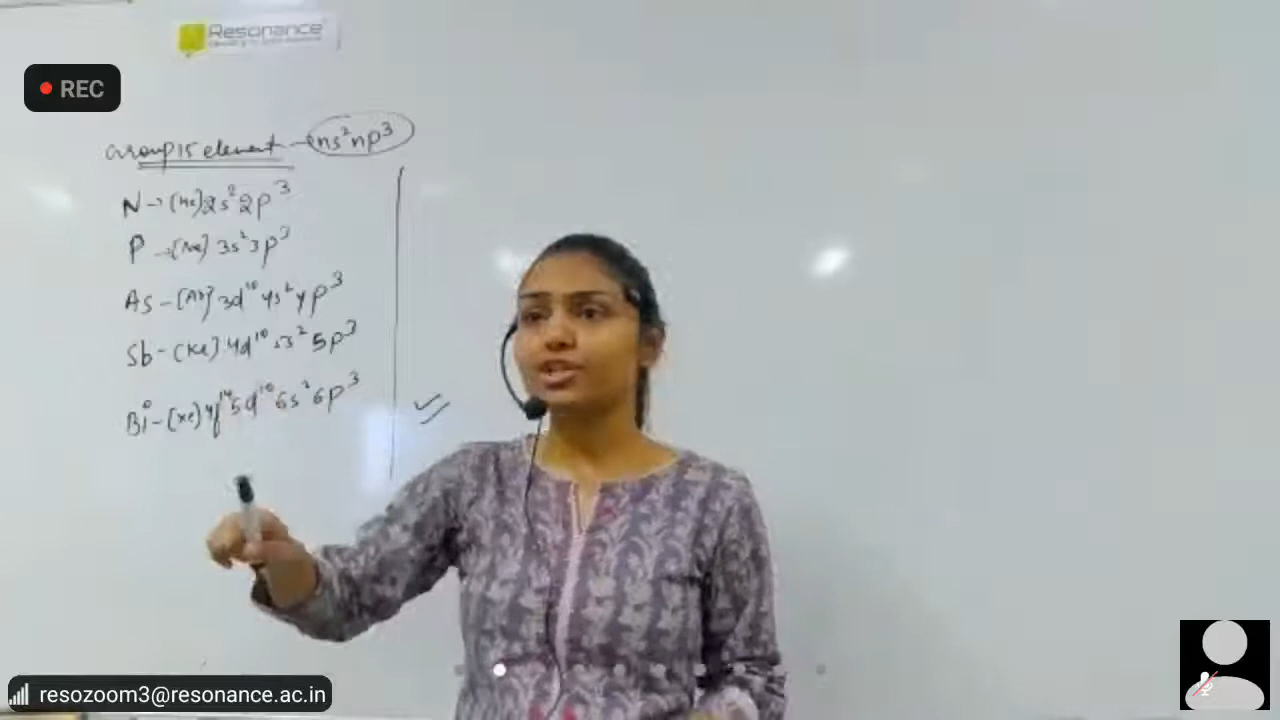 Resonance
REC
Group 15 element → ns²np³
N → [He] 2s² 2p³
P → [Ne] 3s² 3p³
As - [Ar] 3d¹⁰ 4s² 4p³
Sb - [Kr] 4d¹⁰ 5s² 5p³
Bi - [Xe] 4f¹⁴ 5d¹⁰ 6s² 6p³
resozoom3@resonance.ac.in